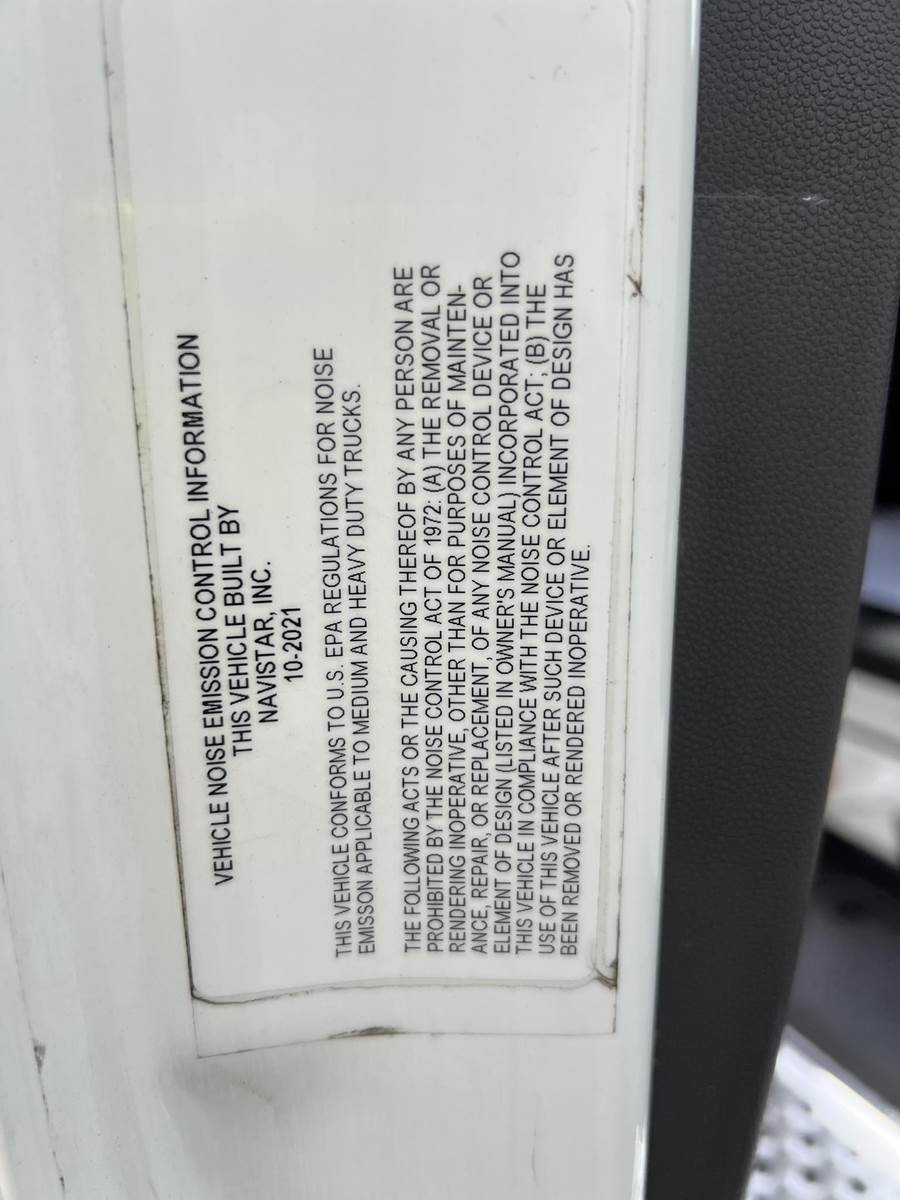 VEHICLE NOISE EMISSION CONTROL INFORMATION
THIS VEHICLE BUILT BY
NAVISTAR, INC.
10-2021
THIS VEHICLE CONFORMS TO U.S. EPA REGULATIONS FOR NOISE
EMISSON APPLICABLE TO MEDIUM AND HEAVY DUTY TRUCKS.
THE FOLLOWING ACTS OR THE CAUSING THEREOF BY ANY PERSON ARE
PROHIBITED BY THE NOISE CONTROL ACT OF 1972: (A) THE REMOVAL OR
RENDERING INOPERATIVE, OTHER THAN FOR PURPOSES OF MAINTEN-
ANCE, REPAIR, OR REPLACEMENT, OF ANY NOISE CONTROL DEVICE OR
ELEMENT OF DESIGN (LISTED IN OWNER'S MANUAL) INCORPORATED INTO
THIS VEHICLE IN COMPLIANCE WITH THE NOISE CONTROL ACT; (B) THE
USE OF THIS VEHICLE AFTER SUCH DEVICE OR ELEMENT OF DESIGN HAS
BEEN REMOVED OR RENDERED INOPERATIVE.